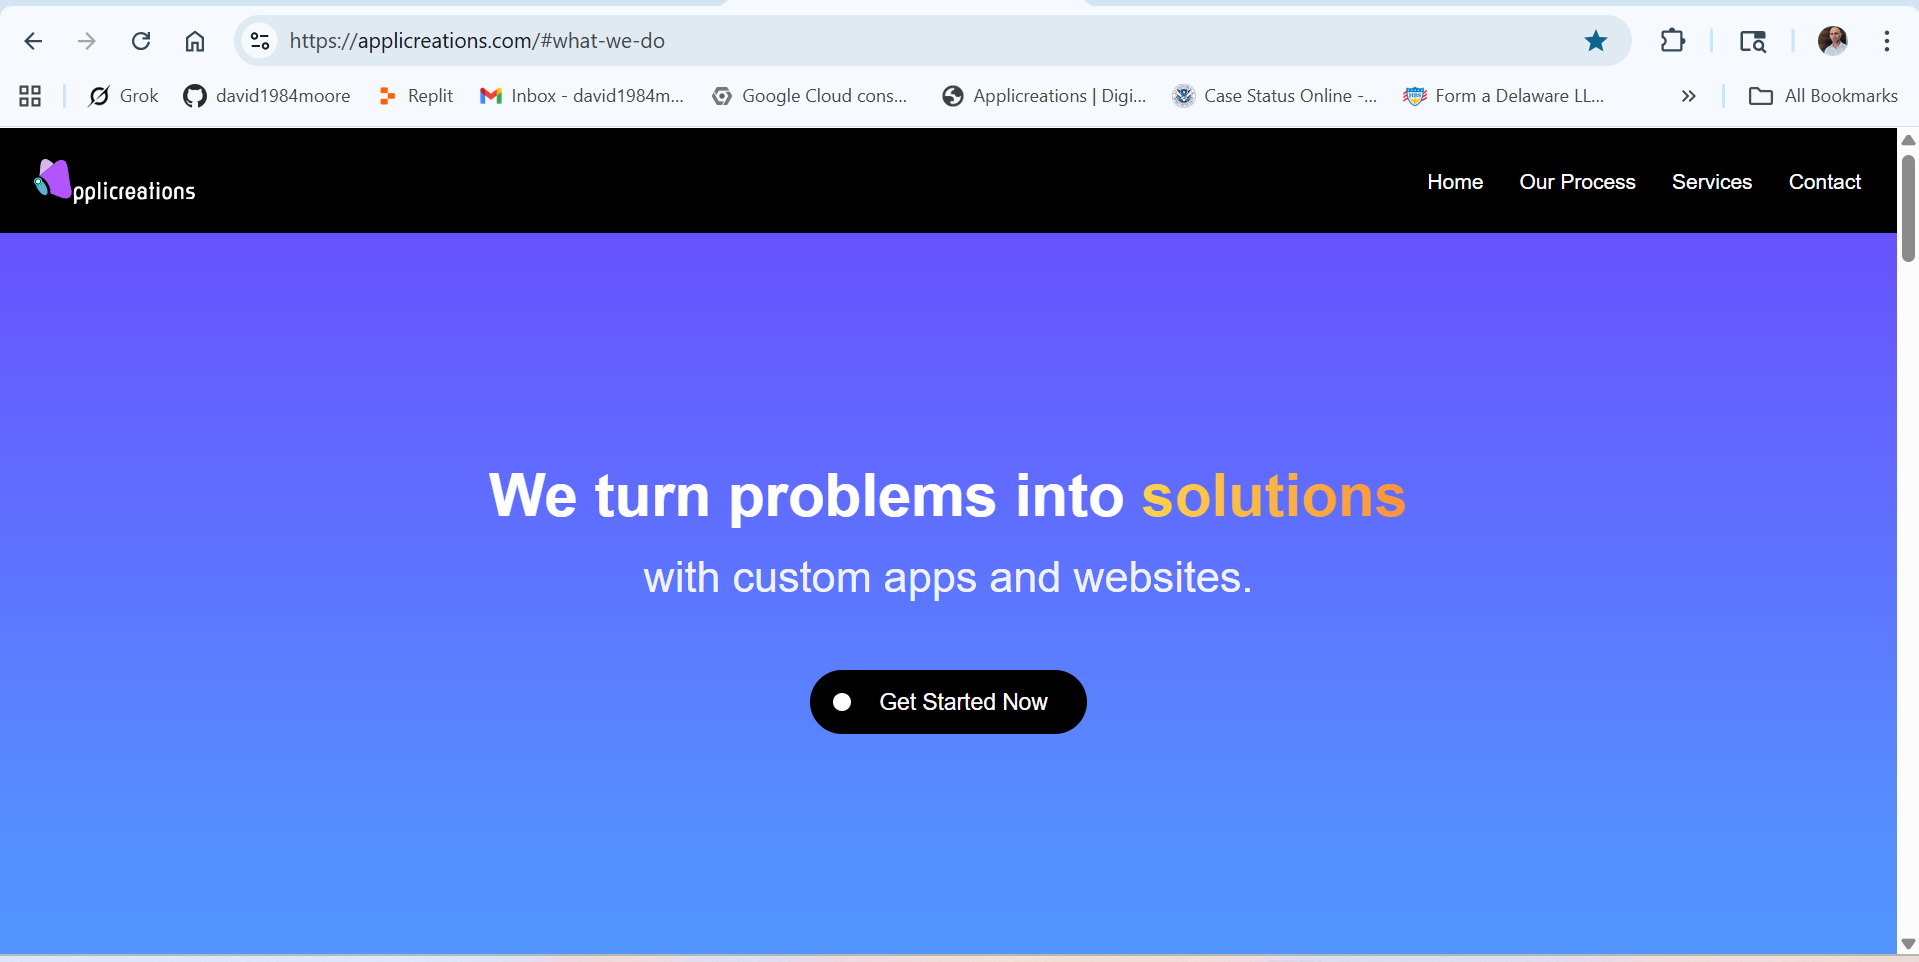 https://applicreations.com/#what-we-do
Grok david1984moore Replit Inbox - david1984m... Google Cloud cons... Applicreations | Digi... Case Status Online -... Form a Delaware LL... » All Bookmarks
pplicreations Home Our Process Services Contact
We turn problems into solutions
with custom apps and websites.
Get Started Now